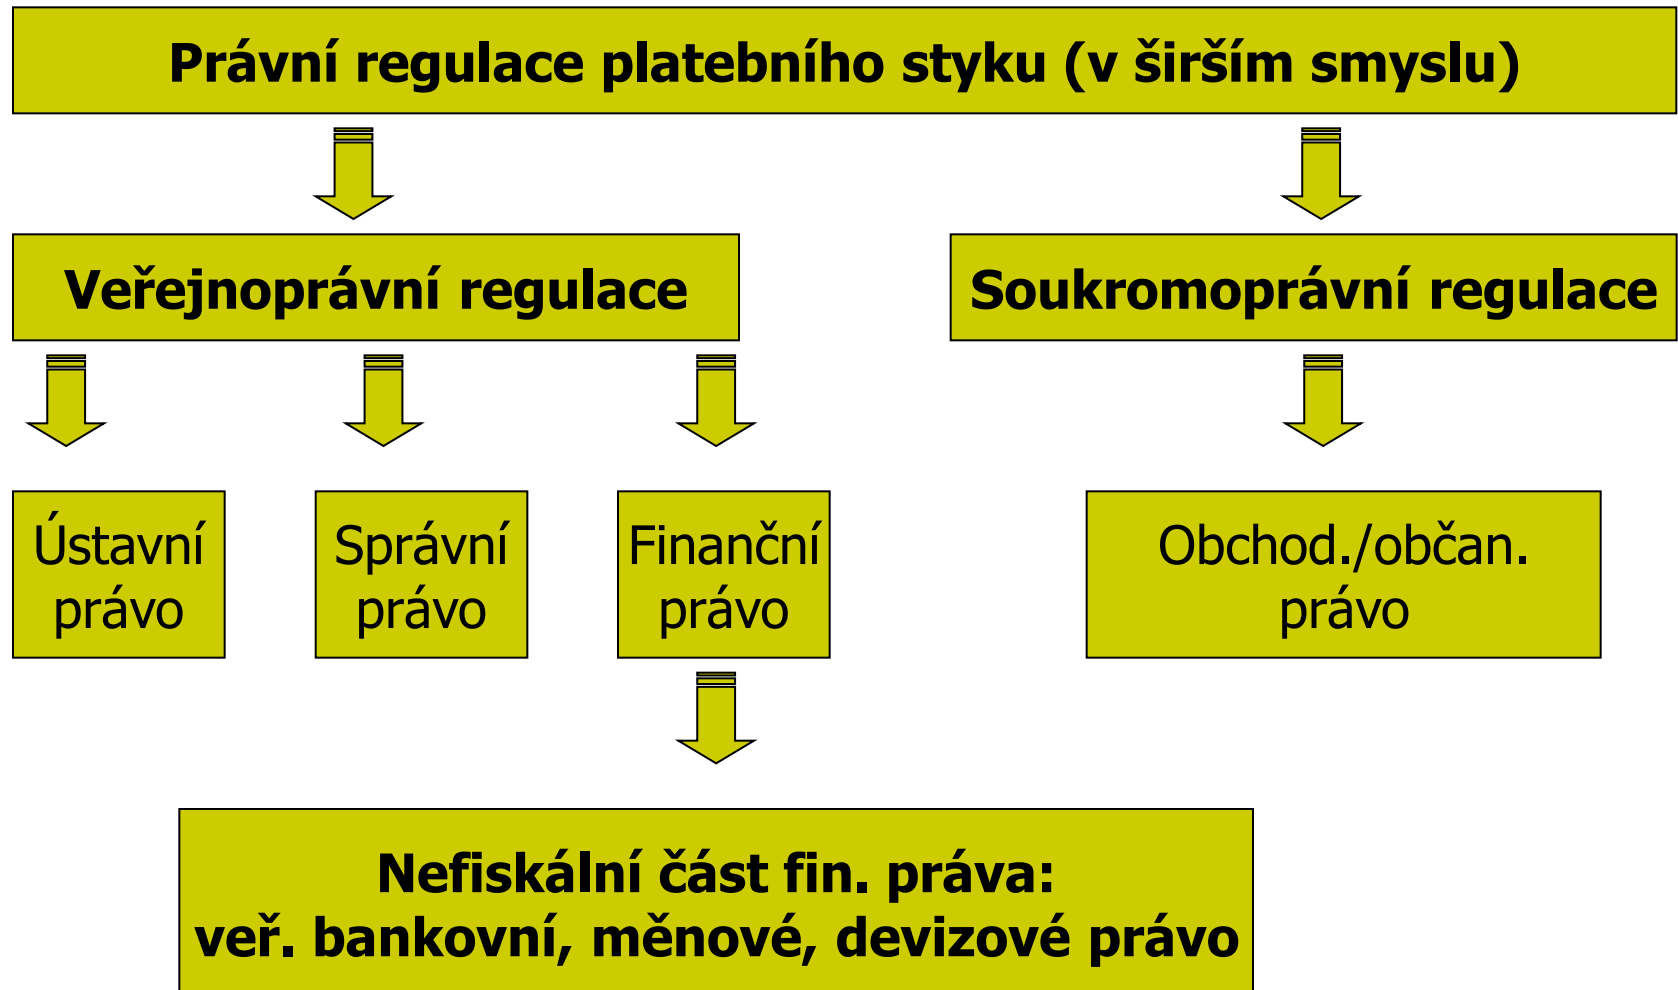 Právní regulace platebního styku (v širším smyslu)
Veřejnoprávní regulace
Soukromoprávní regulace
Ústavní
právo
Správní
právo
Finanční
právo
Obchod./občan.
právo
Nefiskální část fin. práva:
veř. bankovní, měnové, devizové právo